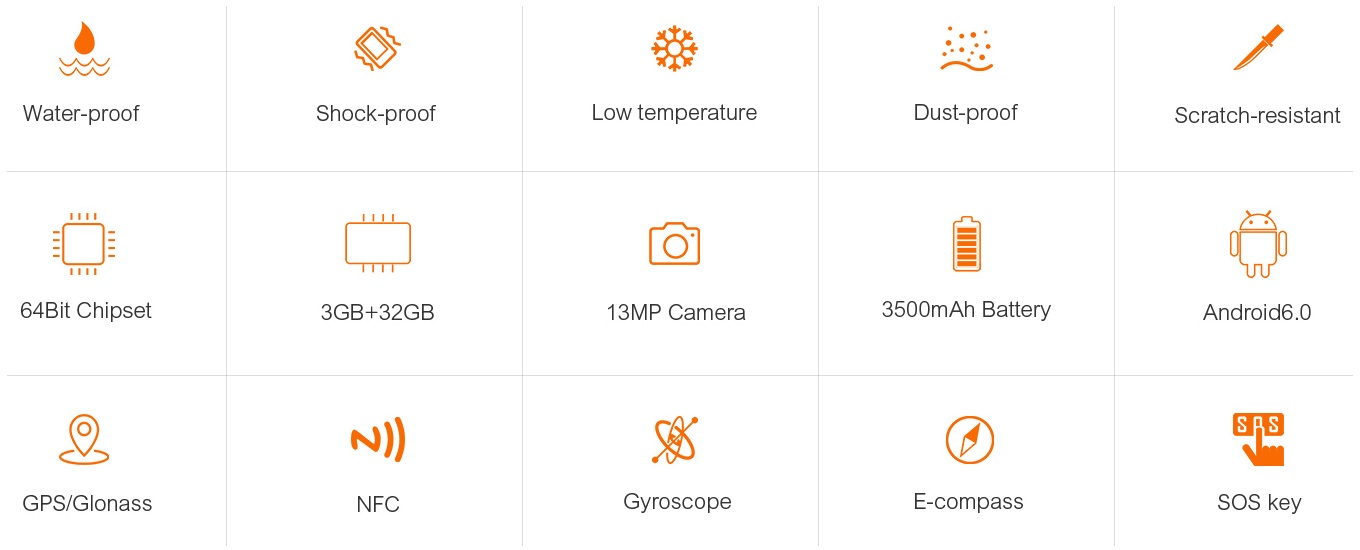 Water-proof
Shock-proof
Low temperature
Dust-proof
Scratch-resistant
64Bit Chipset
3GB+32GB
13MP Camera
3500mAh Battery
Android6.0
SOS
GPS/Glonass
NFC
Gyroscope
E-compass
SOS key